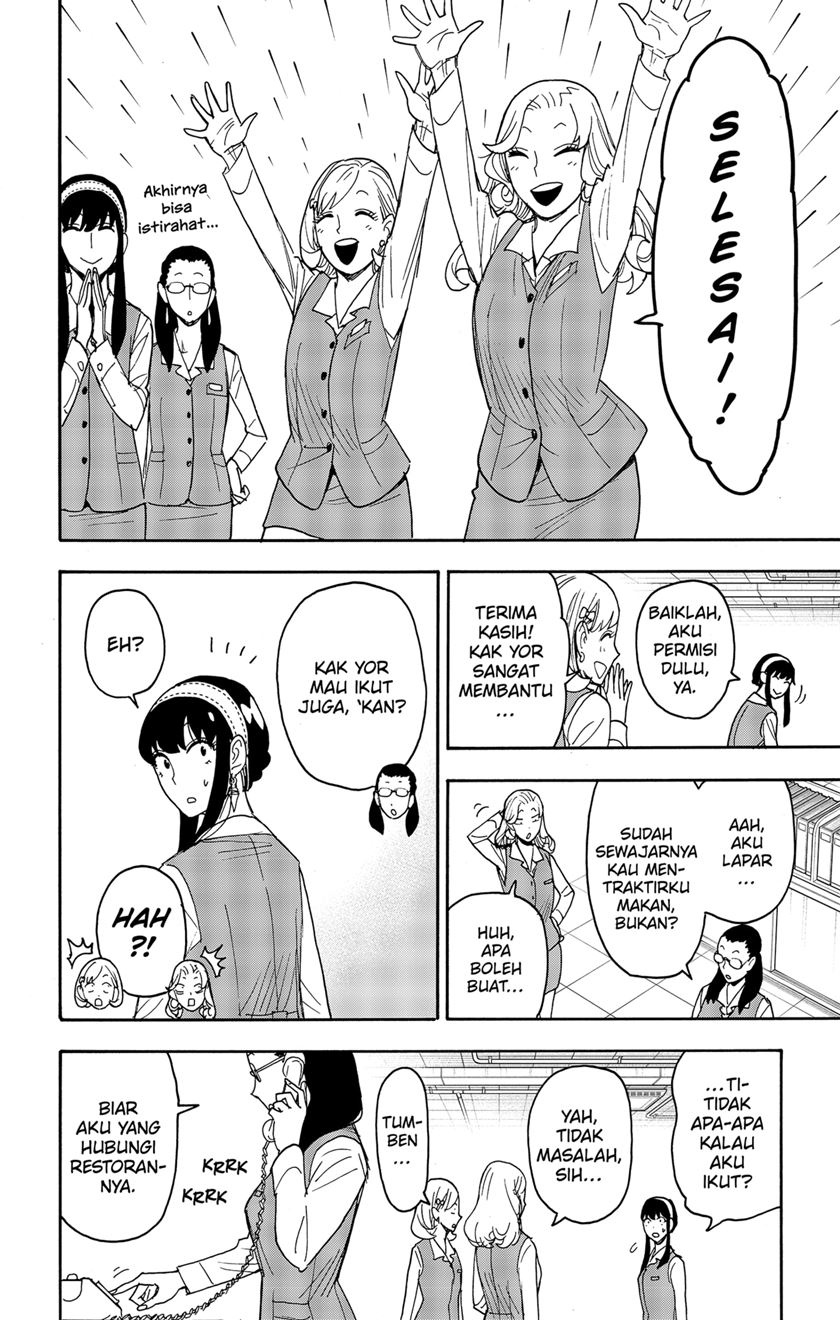 SELESAI!
Akhirnya
bisa
istirahat...
BAIKLAH,
AKU
PERMISI
DULU,
YA.
TERIMA
KASIH!
KAK YOR
SANGAT
MEMBANTU
...
AAH,
AKU
LAPAR
...
SUDAH
SEWAJARNYA
KAU MEN-
TRAKTIRKU
MAKAN,
BUKAN?
HUH,
APA
BOLEH
BUAT...
KAK YOR
MAU IKUT
JUGA, 'KAN?
EH?
HAH
?!
...TI-
TIDAK
APA-APA
KALAU
AKU
IKUT?
YAH,
TIDAK
MASALAH,
SIH...
TUM-
BEN
...
BIAR
AKU YANG
HUBUNGI
RESTORAN-
NYA.
KRRK
KRRK